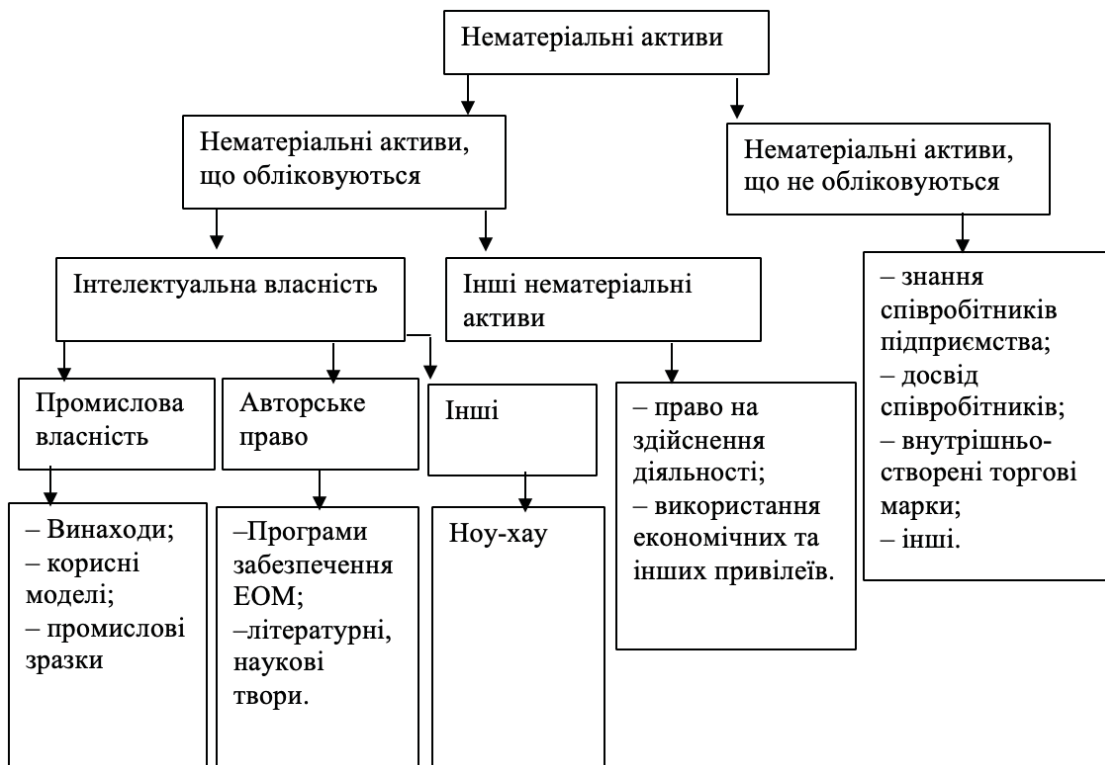 Нематеріальні активи
Нематеріальні активи,
що обліковуються
Нематеріальні активи,
що не обліковуються
Інтелектуальна власність
Інші нематеріальні
активи
– знання
співробітників
підприємства;
– досвід
співробітників;
– внутрішньо-
створені торгові
марки;
– інші.
Промислова
власність
Авторське
право
Інші
– право на
здійснення
діяльності;
– використання
економічних та
інших привілеїв.
– Винаходи;
– корисні
моделі;
– промислові
зразки
–Програми
забезпечення
ЕОМ;
–літературні,
наукові
твори.
Ноу-хау